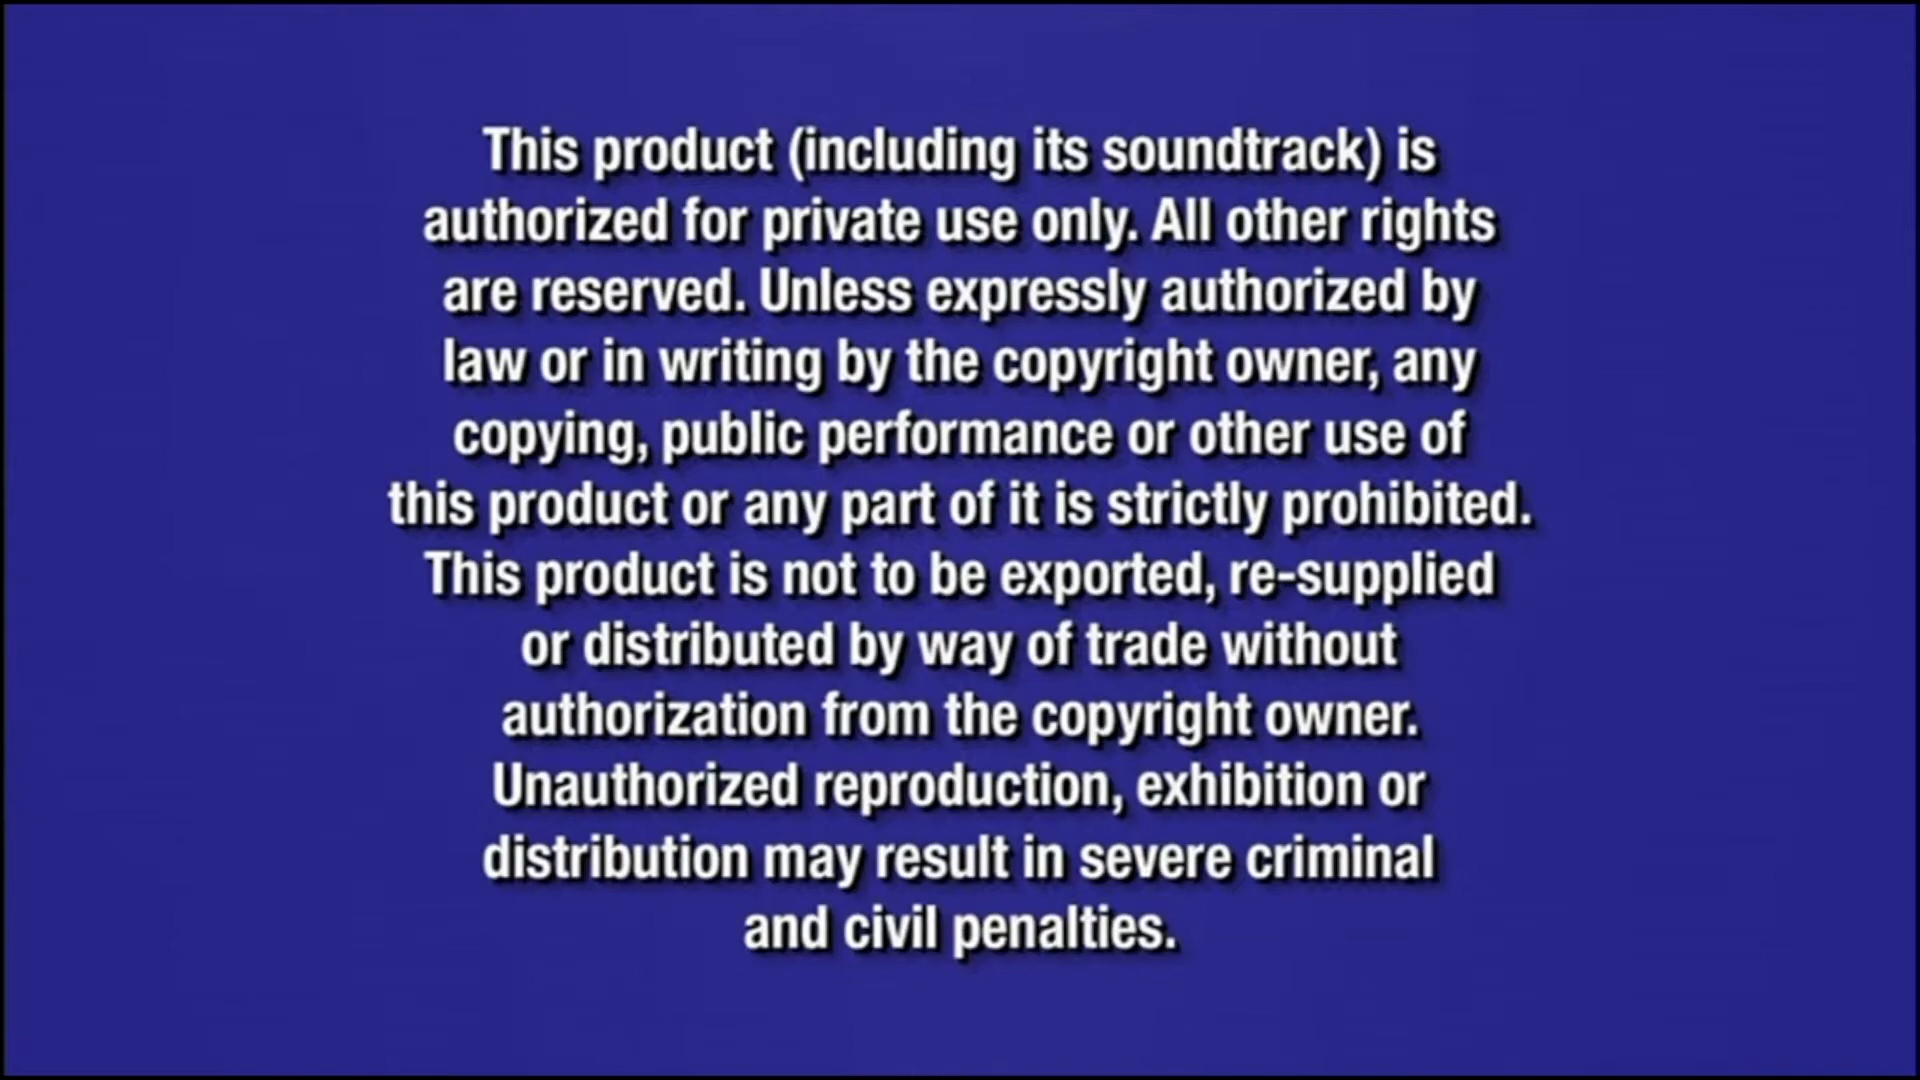 This product (including its soundtrack) is
authorized for private use only. All other rights
are reserved. Unless expressly authorized by
law or in writing by the copyright owner, any
copying, public performance or other use of
this product or any part of it is strictly prohibited.
This product is not to be exported, re-supplied
or distributed by way of trade without
authorization from the copyright owner.
Unauthorized reproduction, exhibition or
distribution may result in severe criminal
and civil penalties.